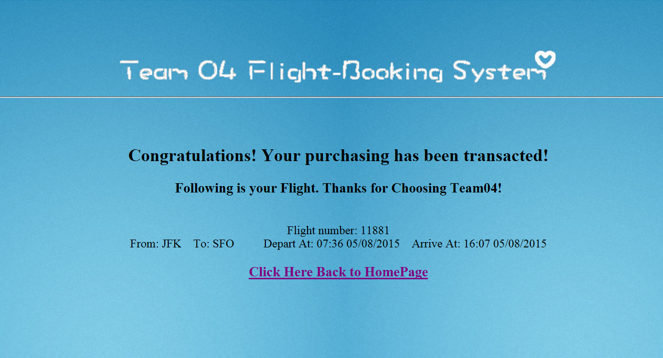 Team 04 Flight-Booking System
Congratulations! Your purchasing has been transacted!
Following is your Flight. Thanks for Choosing Team04!
Flight number: 11881
From: JFK To: SFO Depart At: 07:36 05/08/2015 Arrive At: 16:07 05/08/2015
Click Here Back to HomePage